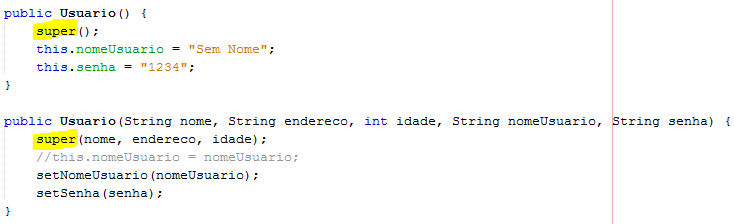 public Usuario() {
super();
this.nomeUsuario = "Sem Nome";
this.senha = "1234";
}
public Usuario(String nome, String endereco, int idade, String nomeUsuario, String senha) {
super(nome, endereco, idade);
//this.nomeUsuario = nomeUsuario;
setNomeUsuario(nomeUsuario);
setSenha(senha);
}